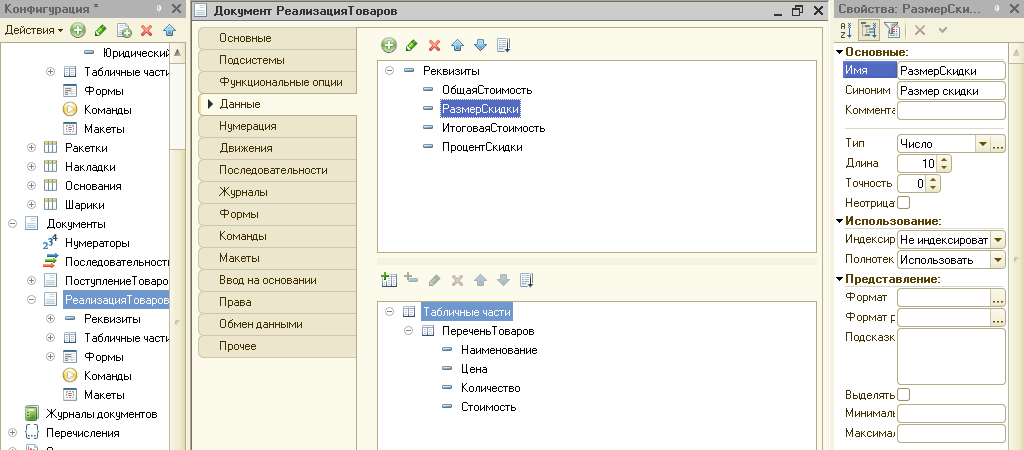 Конфигурация *
Действия
Юридический
Табличные части
Формы
Команды
Макеты
Ракетки
Накладки
Основания
Шарики
Документы
Нумераторы
Последовательност
ПоступлениеТоваро
РеализацияТоваров
Реквизиты
Табличные части
Формы
Команды
Макеты
Журналы документов
Перечисления
Документ РеализацияТоваров
Основные
Подсистемы
Функциональные опции
Данные
Нумерация
Движения
Последовательности
Журналы
Формы
Команды
Макеты
Ввод на основании
Права
Обмен данными
Прочее
Реквизиты
ОбщаяСтоимость
РазмерСкидки
ИтоговаяСтоимость
ПроцентСкидки
Табличные части
ПереченьТоваров
Наименование
Цена
Количество
Стоимость
Свойства: РазмерСки...
Основные:
Имя РазмерСкидки
Синоним Размер скидки
Коммента
Тип Число ...
Длина 10
Точность 0
Неотрица
Использование:
Индексир Не индексироват
Полнотек Использовать
Представление:
Формат ...
Формат р ...
Подсказк
Выделять
Минималь
Максимал